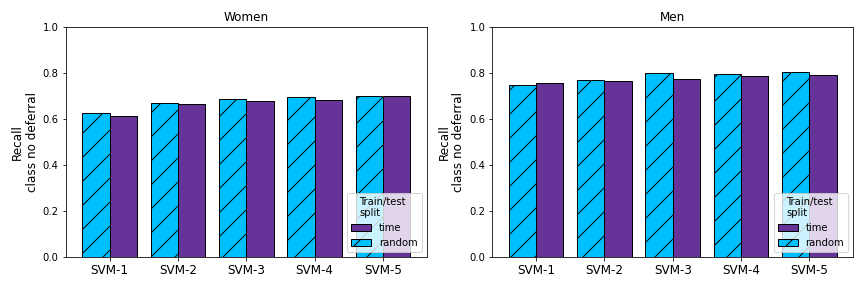 Women
Recall
class no deferral
1.0
0.8
0.6
0.4
0.2
0.0
SVM-1 SVM-2 SVM-3 SVM-4 SVM-5
Train/test
split
time
random
Men
Recall
class no deferral
1.0
0.8
0.6
0.4
0.2
0.0
SVM-1 SVM-2 SVM-3 SVM-4 SVM-5
Train/test
split
time
random